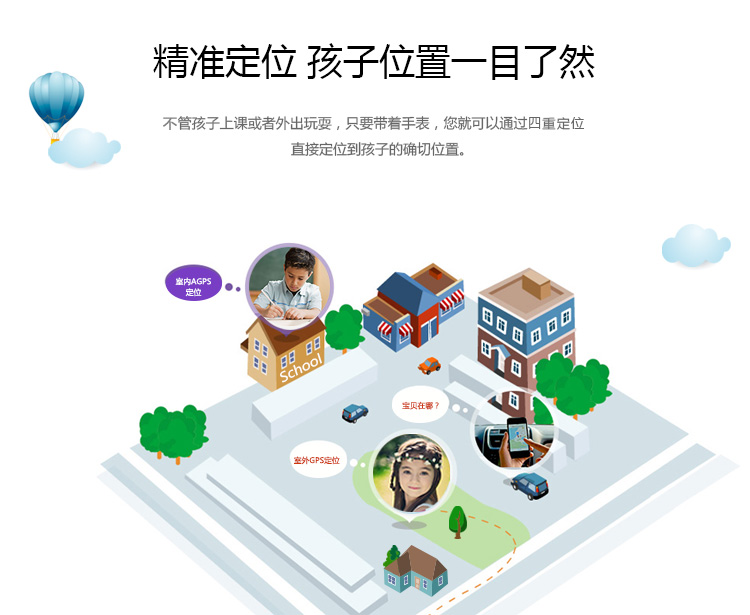 精准定位 孩子位置一目了然
不管孩子上课或者外出玩耍，只要带着手表，您就可以通过四重定位
直接定位到孩子的确切位置。
室内AGPS
定位
School
宝贝在哪？
室外GPS定位